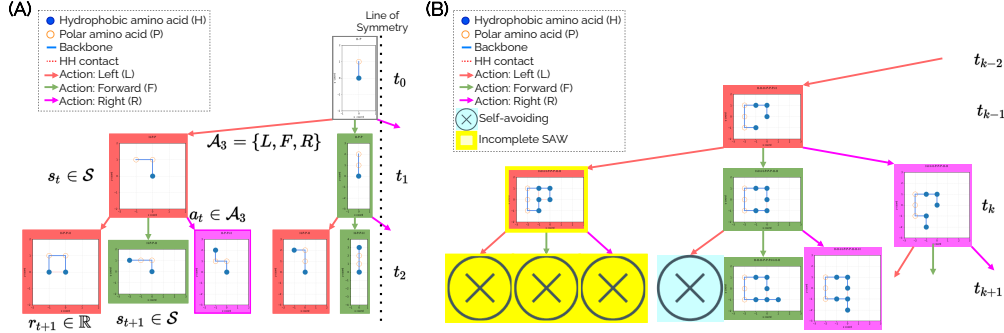 (A)
Hydrophobic amino acid (H)
Polar amino acid (P)
Backbone
HH contact
Action: Left (L)
Action: Forward (F)
Action: Right (R)
Line of
Symmetry
t₀
𝒜₃ = {L, F, R}
sₜ ∈ 𝒮
t₁
aₜ ∈ 𝒜₃
t₂
rₜ₊₁ ∈ ℝ
sₜ₊₁ ∈ 𝒮
(B)
Hydrophobic amino acid (H)
Polar amino acid (P)
Backbone
HH contact
Action: Left (L)
Action: Forward (F)
Action: Right (R)
Self-avoiding
Incomplete SAW
tₖ₋₂
tₖ₋₁
tₖ
tₖ₊₁